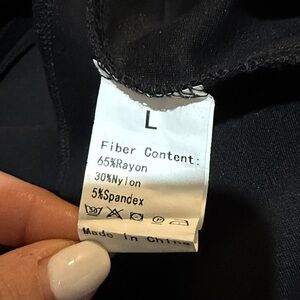 L
Fiber Content:
65%Rayon
30%Nylon
5%Spandex
Made in China